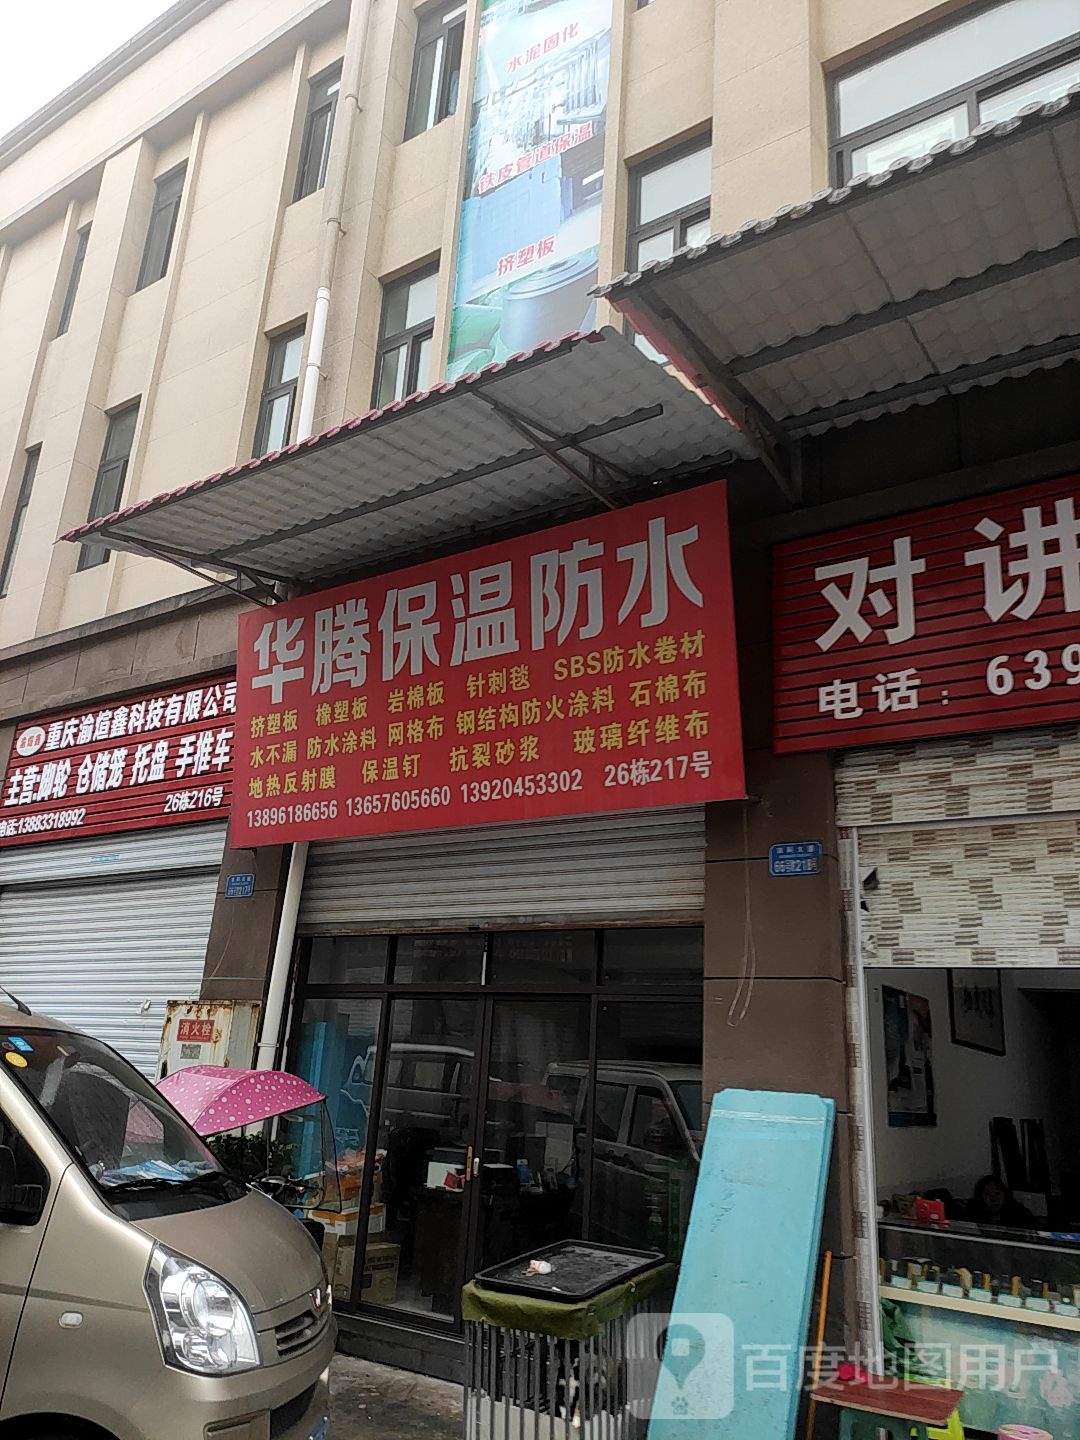 水泥固化
铁皮管道保温
挤塑板
华腾保温防水
挤塑板 橡塑板 岩棉板 针刺毯 SBS防水卷材
水不漏 防水涂料 网格布 钢结构防火涂料 石棉布
地热反射膜 保温钉 抗裂砂浆 玻璃纤维布
13896186656 13657605660 13920453302 26栋217号
重庆渝煊鑫科技有限公司
主营:脚轮 仓储笼 托盘 手推车
26栋216号
电话:13883318992
对讲
电话：639
消火栓
百度地图用户